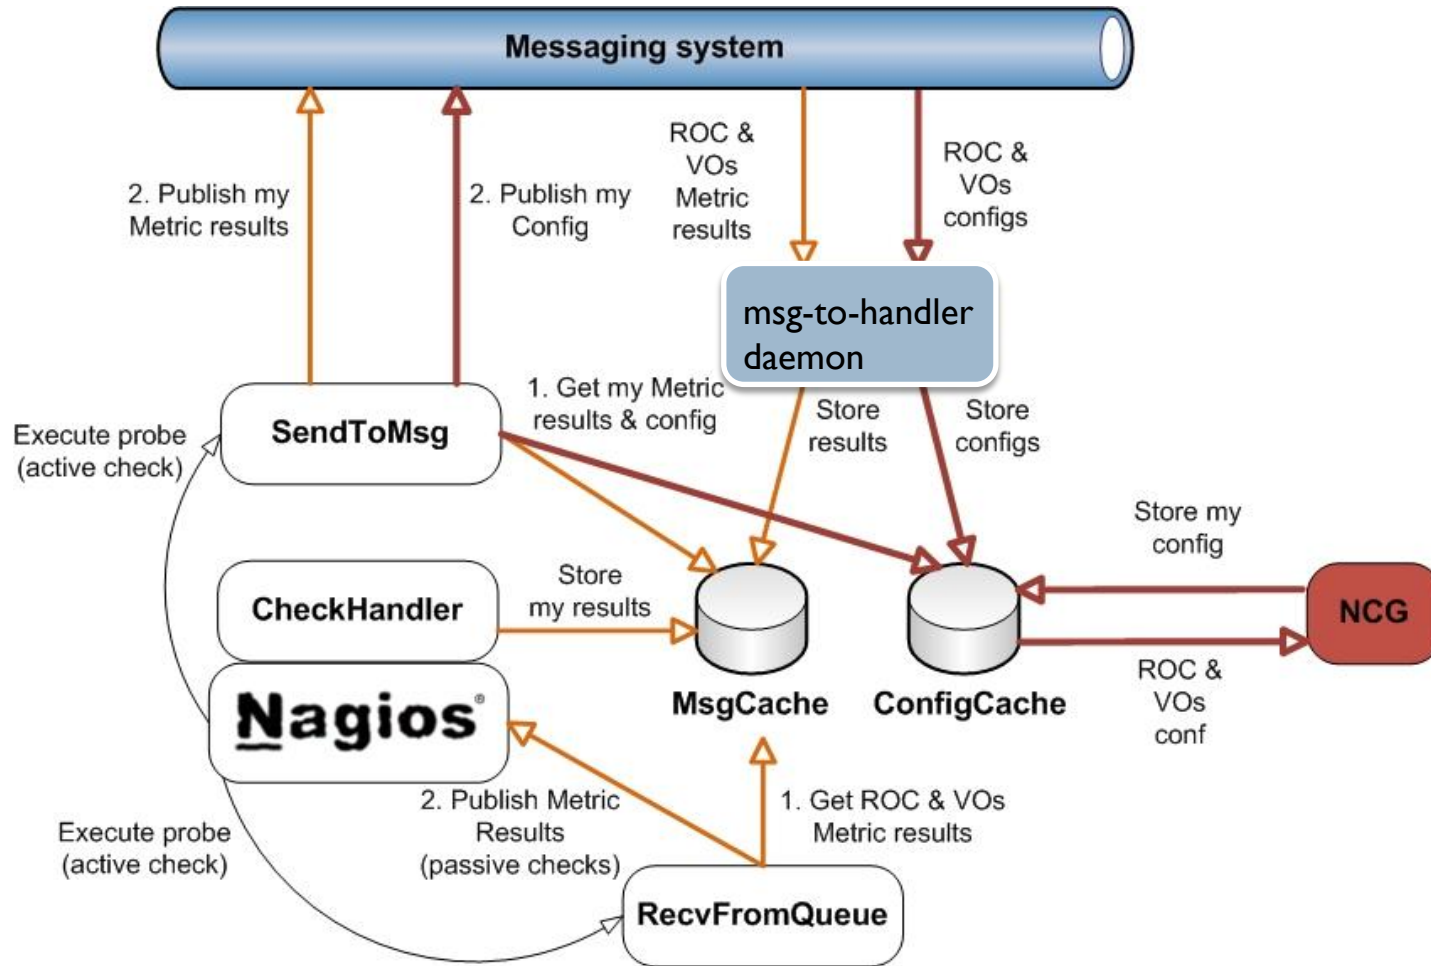 Messaging system
2. Publish my
Metric results
2. Publish my
Config
ROC &
VOs
Metric
results
ROC &
VOs
configs
msg-to-handler
daemon
1. Get my Metric
results & config
Store
results
Store
configs
Execute probe
(active check)
SendToMsg
Store my
config
CheckHandler
Store
my results
NCG
Nagios®
MsgCache
ConfigCache
ROC &
VOs
conf
2. Publish Metric
Results
(passive checks)
1. Get ROC & VOs
Metric results
Execute probe
(active check)
RecvFromQueue